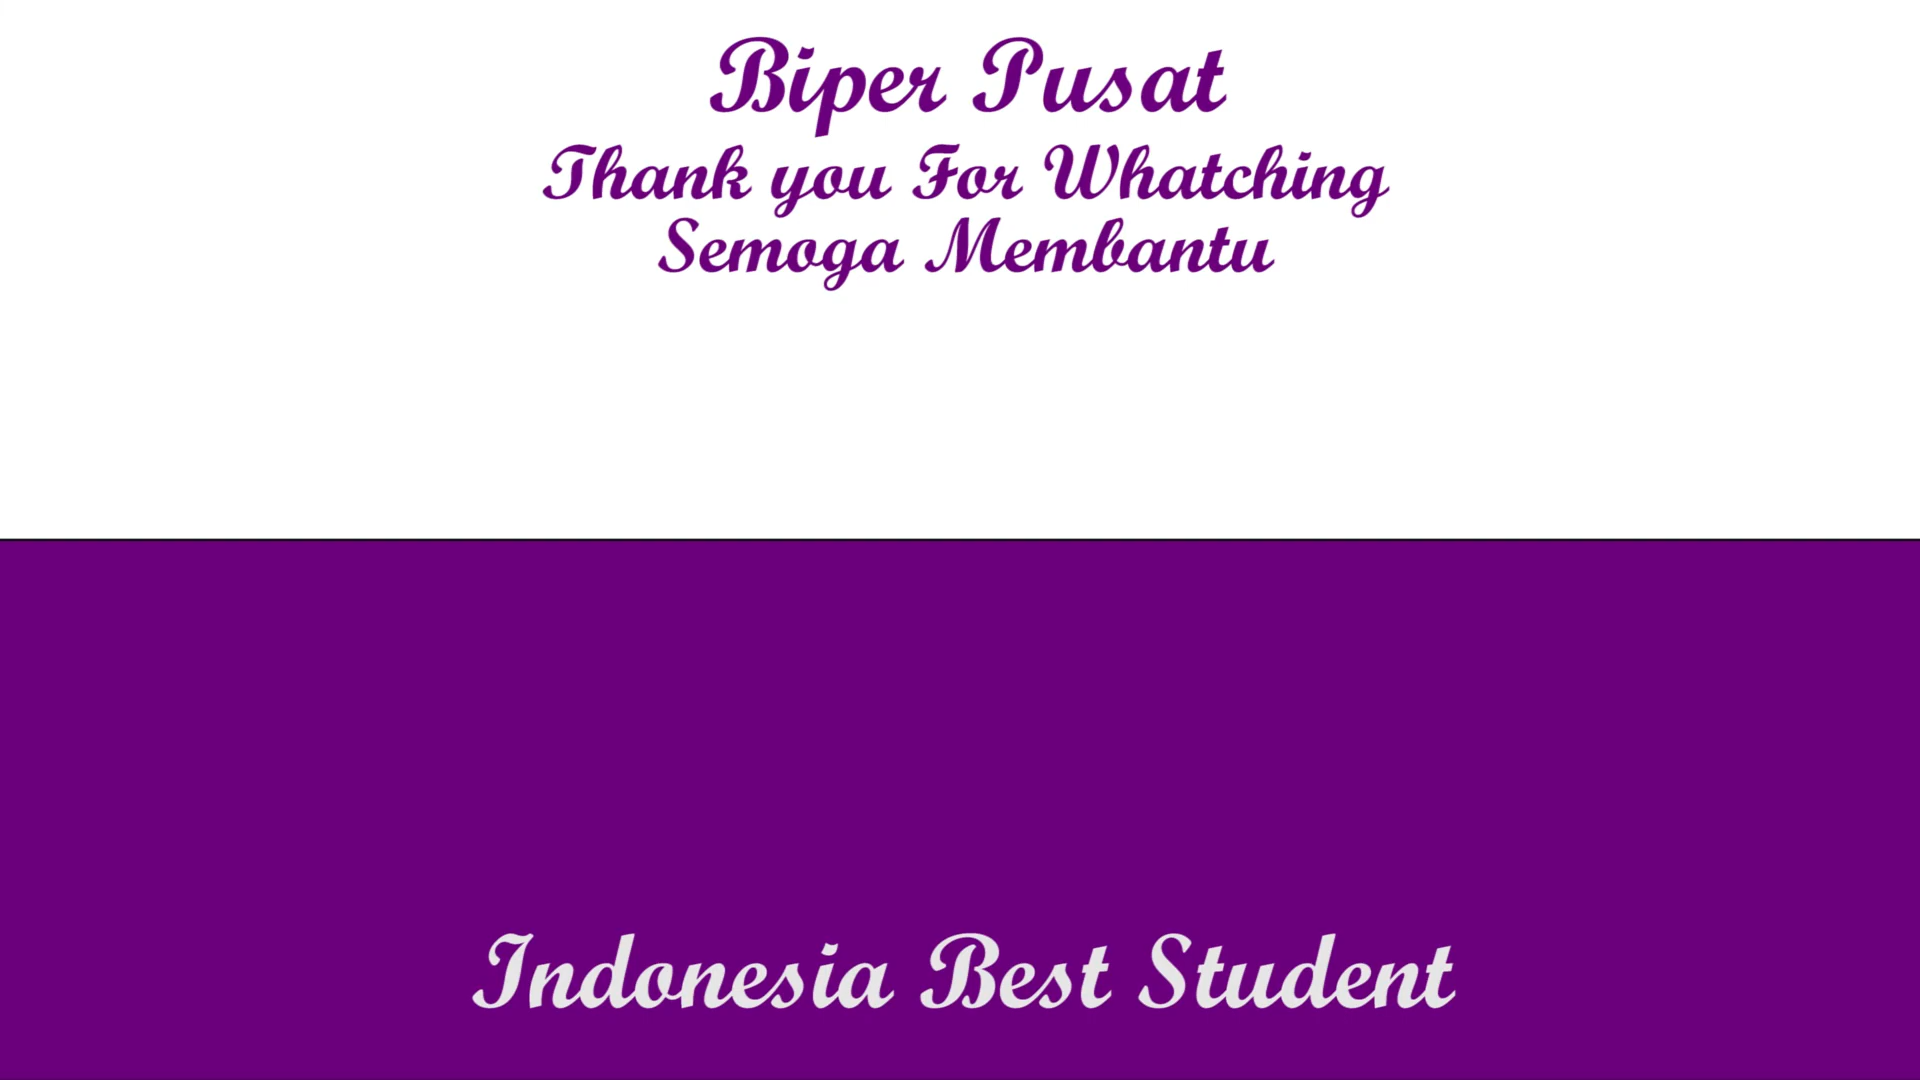 Biper Pusat
Thank you For Whatching
Semoga Membantu
Indonesia Best Student